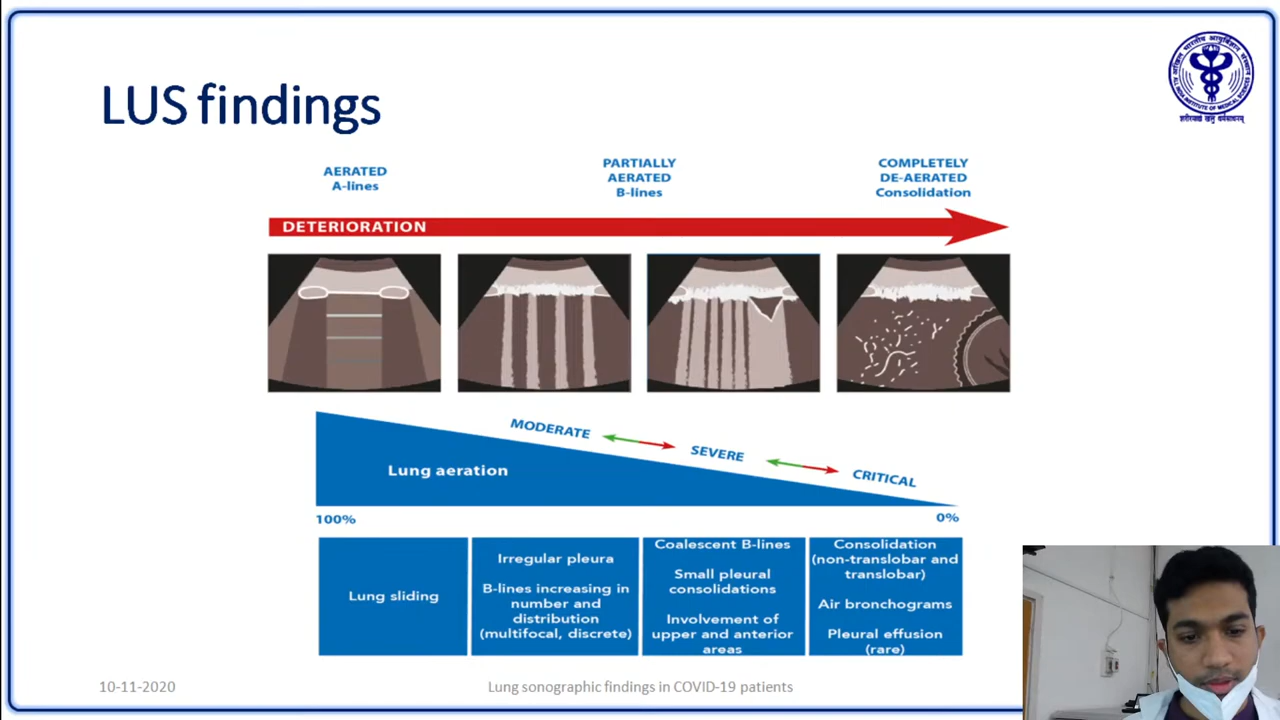 LUS findings
AERATED
A-lines
PARTIALLY
AERATED
B-lines
COMPLETELY
DE-AERATED
Consolidation
DETERIORATION
MODERATE
SEVERE
CRITICAL
Lung aeration
100%
0%
Lung sliding
Irregular pleura
B-lines increasing in
number and
distribution
(multifocal, discrete)
Coalescent B-lines
Small pleural
consolidations
Involvement of
upper and anterior
areas
Consolidation
(non-translobar and
translobar)
Air bronchograms
Pleural effusion
(rare)
10-11-2020
Lung sonographic findings in COVID-19 patients